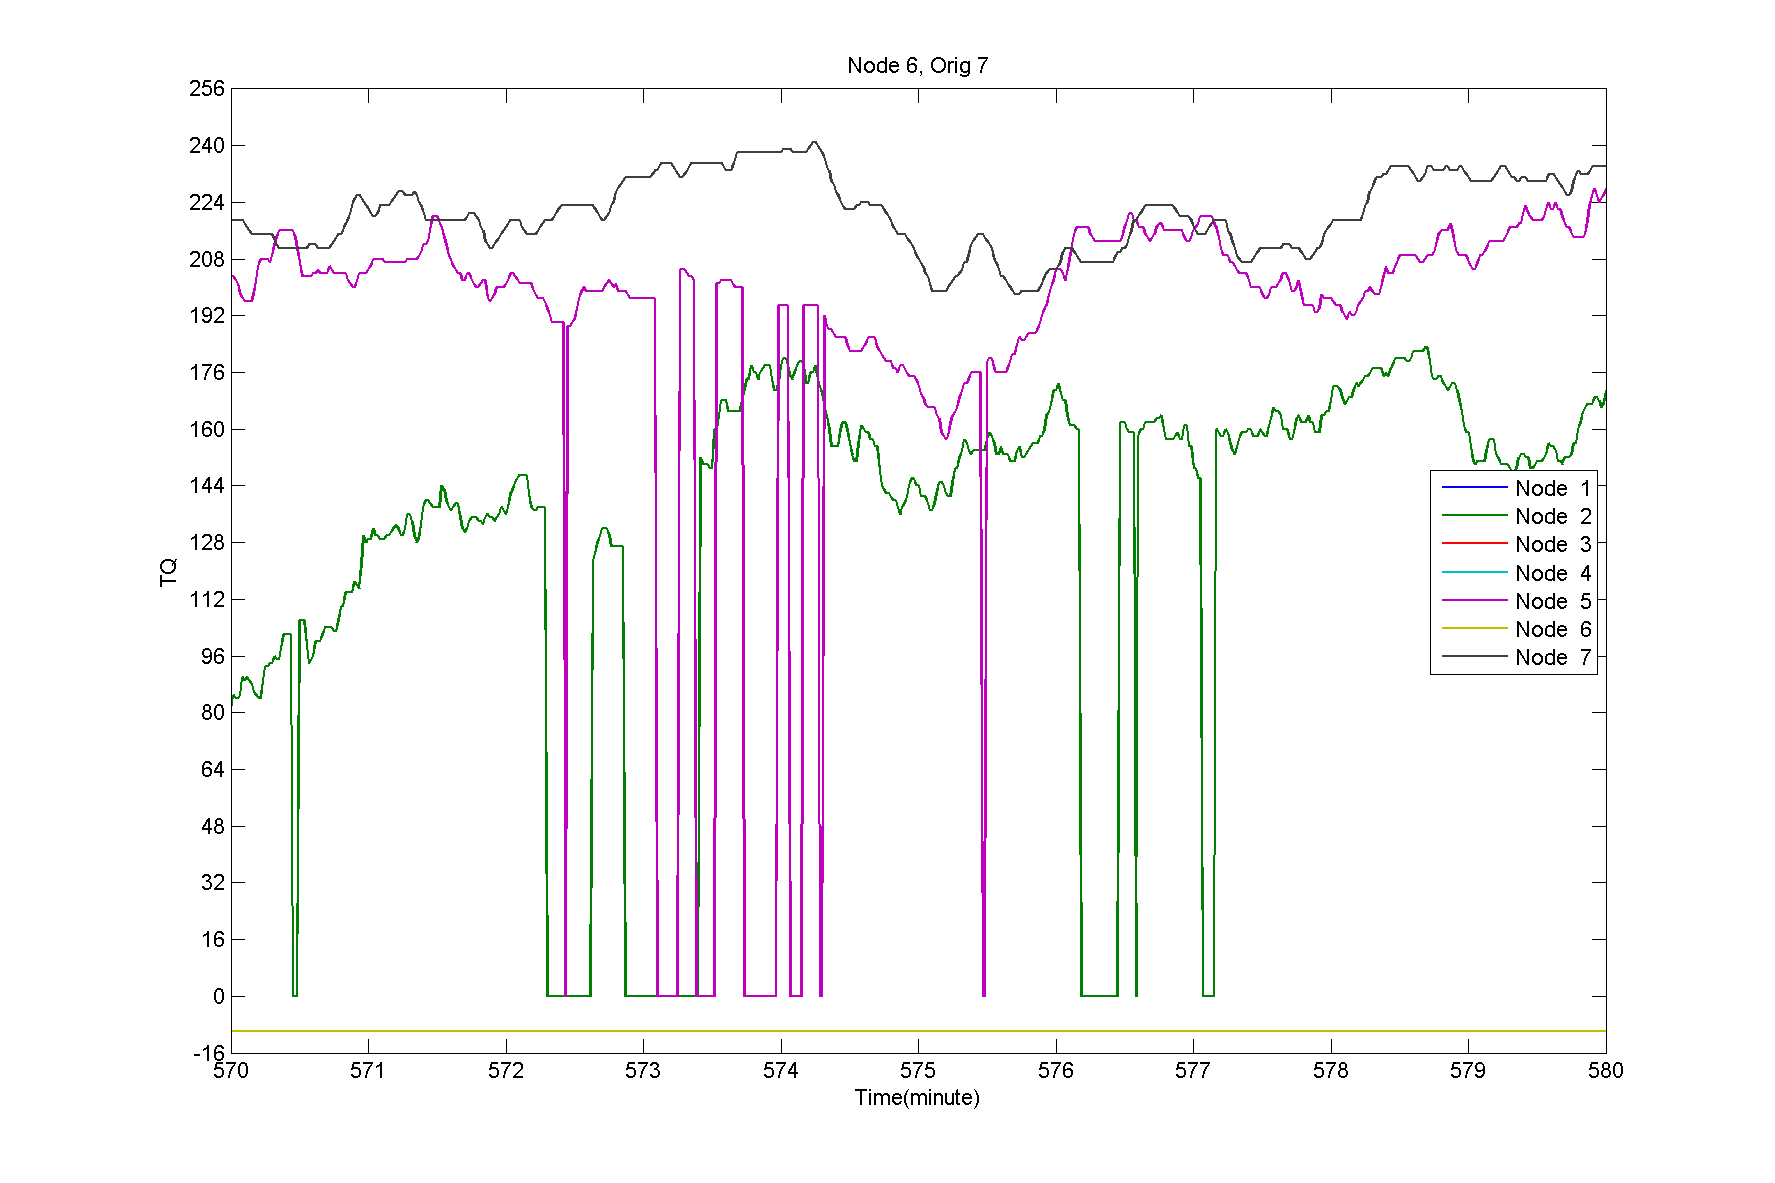 Node 6, Orig 7
256
240
224
208
192
176
160
144
128
112
96
80
64
48
32
16
0
-16
TQ
Node 1
Node 2
Node 3
Node 4
Node 5
Node 6
Node 7
570 571 572 573 574 575 576 577 578 579 580
Time(minute)